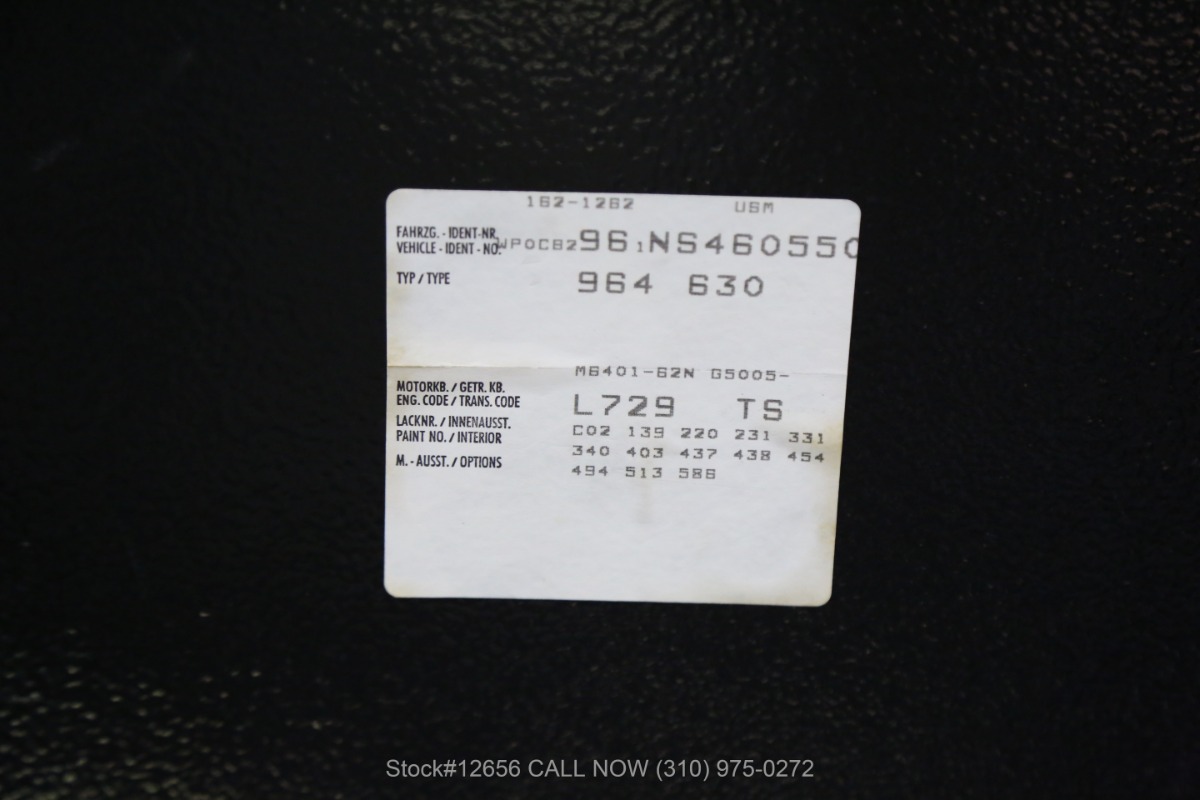 162-1262 USM
FAHRZG. - IDENT-NR.
VEHICLE - IDENT - NO. WP0CB296 1NS460550
TYP / TYPE 964 630
M6401-62N G5005-
MOTORKB. / GETR. KB.
ENG. CODE / TRANS. CODE L729 TS
LACKNR. / INNENAUSST.
PAINT NO. / INTERIOR C02 139 220 231 331
340 403 437 438 454
M. - AUSST. / OPTIONS 494 513 586
Stock#12656 CALL NOW (310) 975-0272